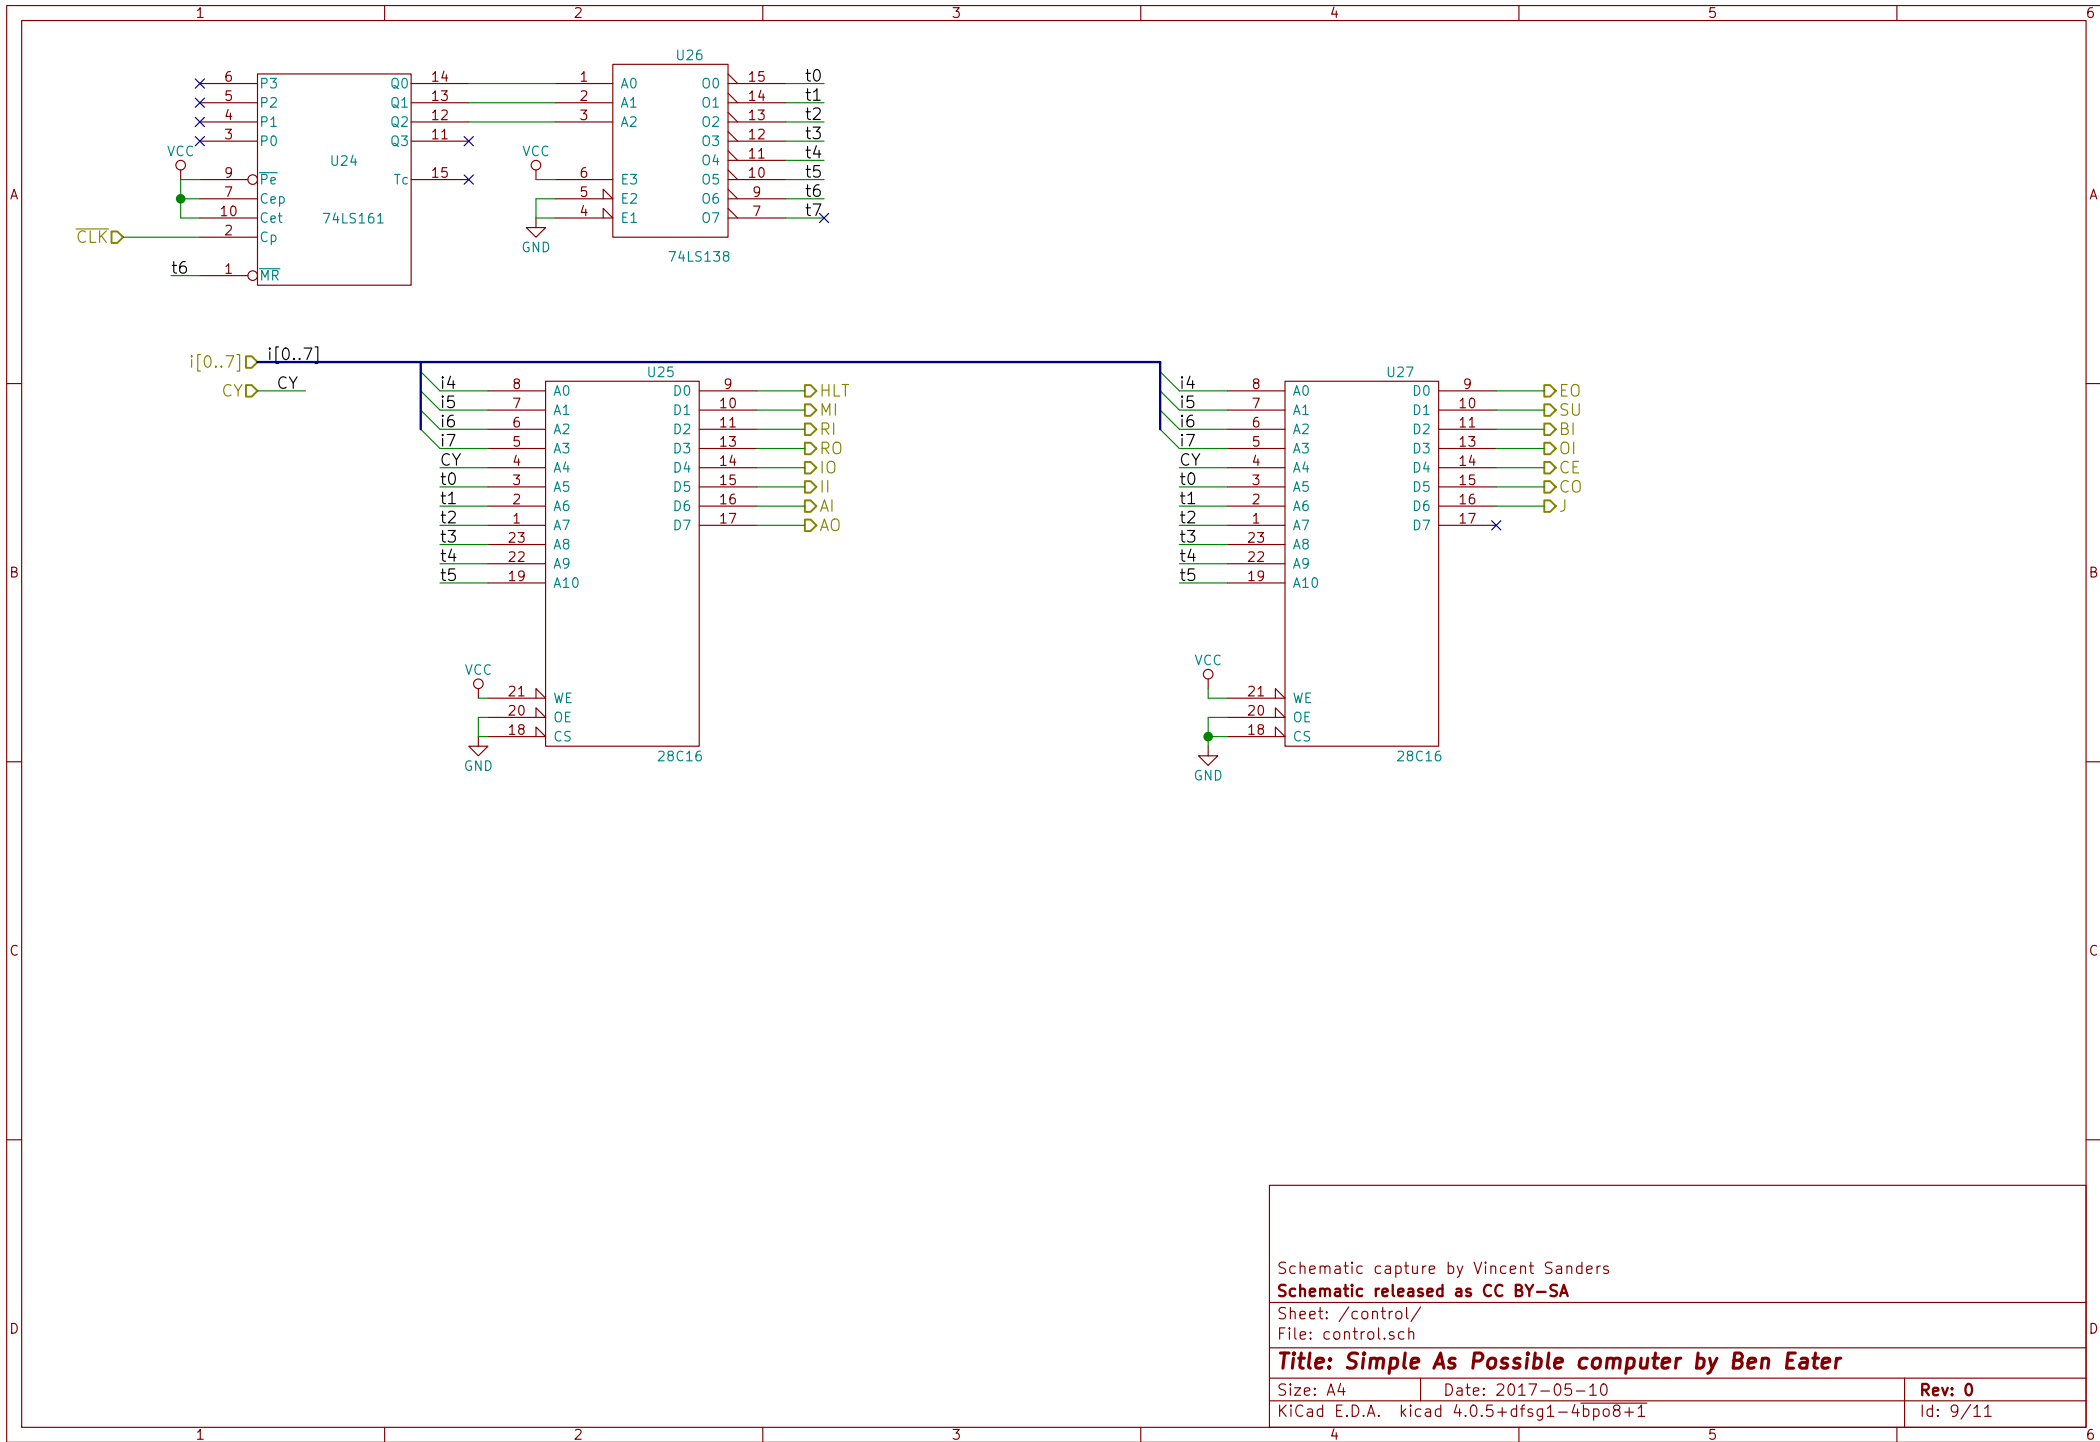 1 2 3 4 5 6
U26
6 P3 Q0 14 1 A0 O0 15 t0
5 P2 Q1 13 2 A1 O1 14 t1
4 P1 Q2 12 3 A2 O2 13 t2
3 P0 Q3 11 O3 12 t3
VCC U24 VCC O4 11 t4
9 Pe Tc 15 6 E3 O5 10 t5
A 7 Cep 5 E2 O6 9 t6 A
10 Cet 74LS161 4 E1 O7 7 t7
CLK 2 Cp GND
74LS138
t6 1 MR
i[0..7] i[0..7]
U25 U27
CY CY i4 8 A0 D0 9 HLT i4 8 A0 D0 9 EO
i5 7 A1 D1 10 MI i5 7 A1 D1 10 SU
i6 6 A2 D2 11 RI i6 6 A2 D2 11 BI
i7 5 A3 D3 13 RO i7 5 A3 D3 13 OI
CY 4 A4 D4 14 IO CY 4 A4 D4 14 CE
t0 3 A5 D5 15 II t0 3 A5 D5 15 CO
t1 2 A6 D6 16 AI t1 2 A6 D6 16 J
t2 1 A7 D7 17 AO t2 1 A7 D7 17
t3 23 A8 t3 23 A8
B t4 22 A9 t4 22 A9 B
t5 19 A10 t5 19 A10
VCC VCC
21 WE 21 WE
20 OE 20 OE
18 CS 18 CS
GND 28C16 GND 28C16
C C
Schematic capture by Vincent Sanders
Schematic released as CC BY-SA
Sheet: /control/
D File: control.sch D
Title: Simple As Possible computer by Ben Eater
Size: A4 Date: 2017-05-10 Rev: 0
KiCad E.D.A. kicad 4.0.5+dfsg1-4bpo8+1 Id: 9/11
1 2 3 4 5 6